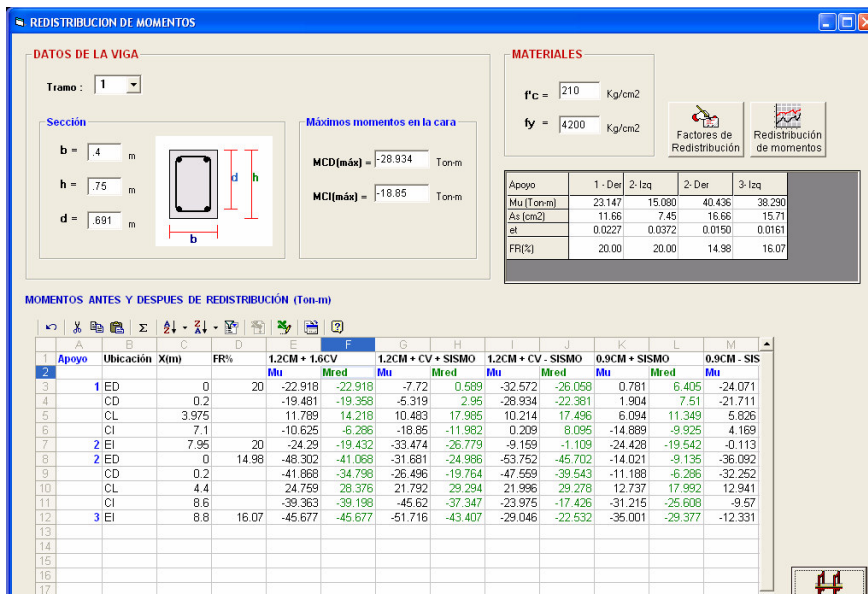 REDISTRIBUCION DE MOMENTOS
DATOS DE LA VIGA
Tramo : 1
Sección
b = .4 m
h = .75 m
d = .691 m
d h
b
Máximos momentos en la cara
MCD(máx) = -28.934 Ton-m
MCI(máx) = -18.85 Ton-m
MATERIALES
f'c = 210 Kg/cm2
fy = 4200 Kg/cm2
Factores de Redistribución
Redistribución de momentos
Apoyo 1 - Der 2- Izq 2- Der 3- Izq
Mu (Ton-m) 23.147 15.080 40.436 38.290
As (cm2) 11.66 7.45 16.66 15.71
et 0.0227 0.0372 0.0150 0.0161
FR(%) 20.00 20.00 14.98 16.07
MOMENTOS ANTES Y DESPUES DE REDISTRIBUCIÓN (Ton-m)
A B C D E F G H I J K L M
1 Apoyo Ubicación X(m) FR% 1.2CM + 1.6CV 1.2CM + CV + SISMO 1.2CM + CV - SISMO 0.9CM + SISMO 0.9CM - SIS
2 Mu Mred Mu Mred Mu Mred Mu Mred Mu
3 1 ED 0 20 -22.918 -22.918 -7.72 0.589 -32.572 -26.058 0.781 6.405 -24.071
4 CD 0.2 -19.481 -19.358 -5.319 2.95 -28.934 -22.381 1.904 7.51 -21.711
5 CL 3.975 11.789 14.218 10.483 17.985 10.214 17.496 6.094 11.349 5.826
6 CI 7.1 -10.625 -6.286 -18.85 -11.982 0.209 8.095 -14.889 -9.925 4.169
7 2 EI 7.95 20 -24.29 -19.432 -33.474 -26.779 -9.159 -1.109 -24.428 -19.542 -0.113
8 2 ED 0 14.98 -48.302 -41.068 -31.681 -24.986 -53.752 -45.702 -14.021 -9.135 -36.092
9 CD 0.2 -41.868 -34.798 -26.496 -19.764 -47.559 -39.543 -11.188 -6.286 -32.252
10 CL 4.4 24.759 28.376 21.792 29.294 21.996 29.278 12.737 17.992 12.941
11 CI 8.6 -39.363 -39.198 -45.62 -37.347 -23.975 -17.426 -31.215 -25.608 -9.57
12 3 EI 8.8 16.07 -45.677 -45.677 -51.716 -43.407 -29.046 -22.532 -35.001 -29.377 -12.331
13
14
15
16
17